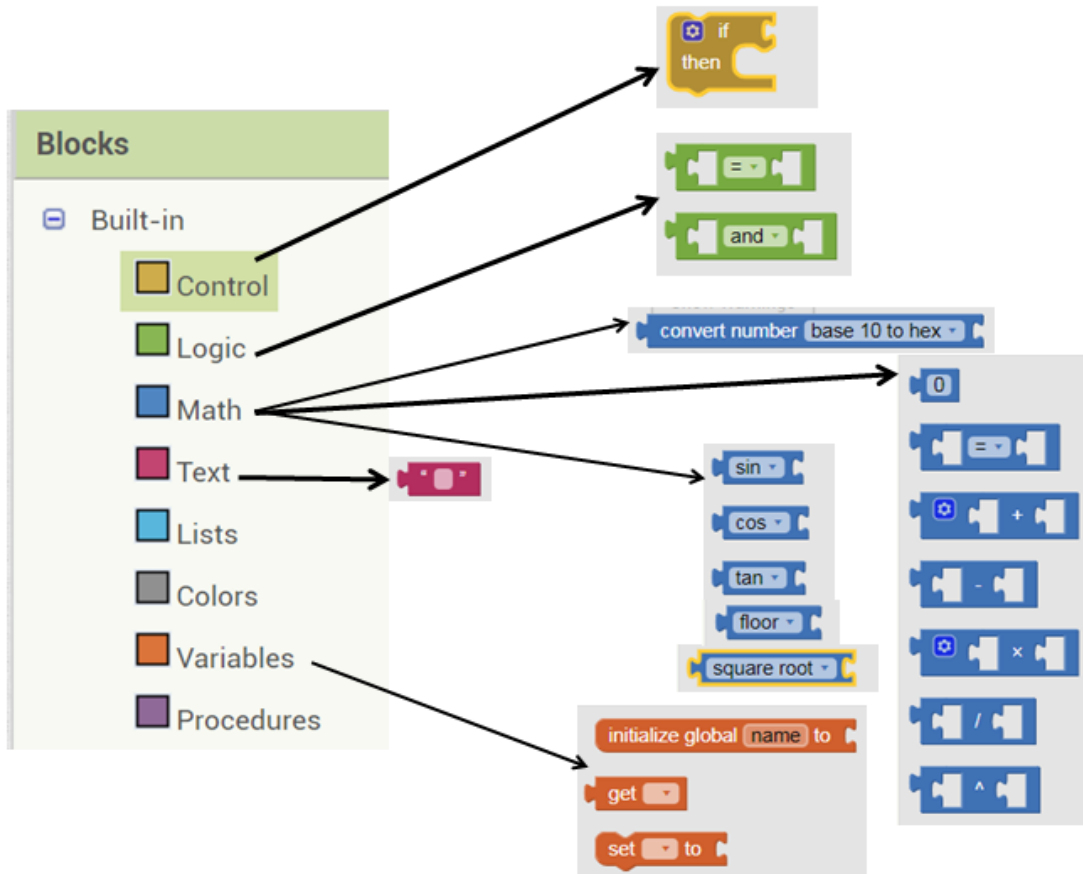 Blocks
Built-in
Control
Logic
Math
Text
Lists
Colors
Variables
Procedures
if
then
=
and
convert number base 10 to hex
0
=
+
-
×
/
^
sin
cos
tan
floor
square root
“ ”
initialize global name to
get
set to